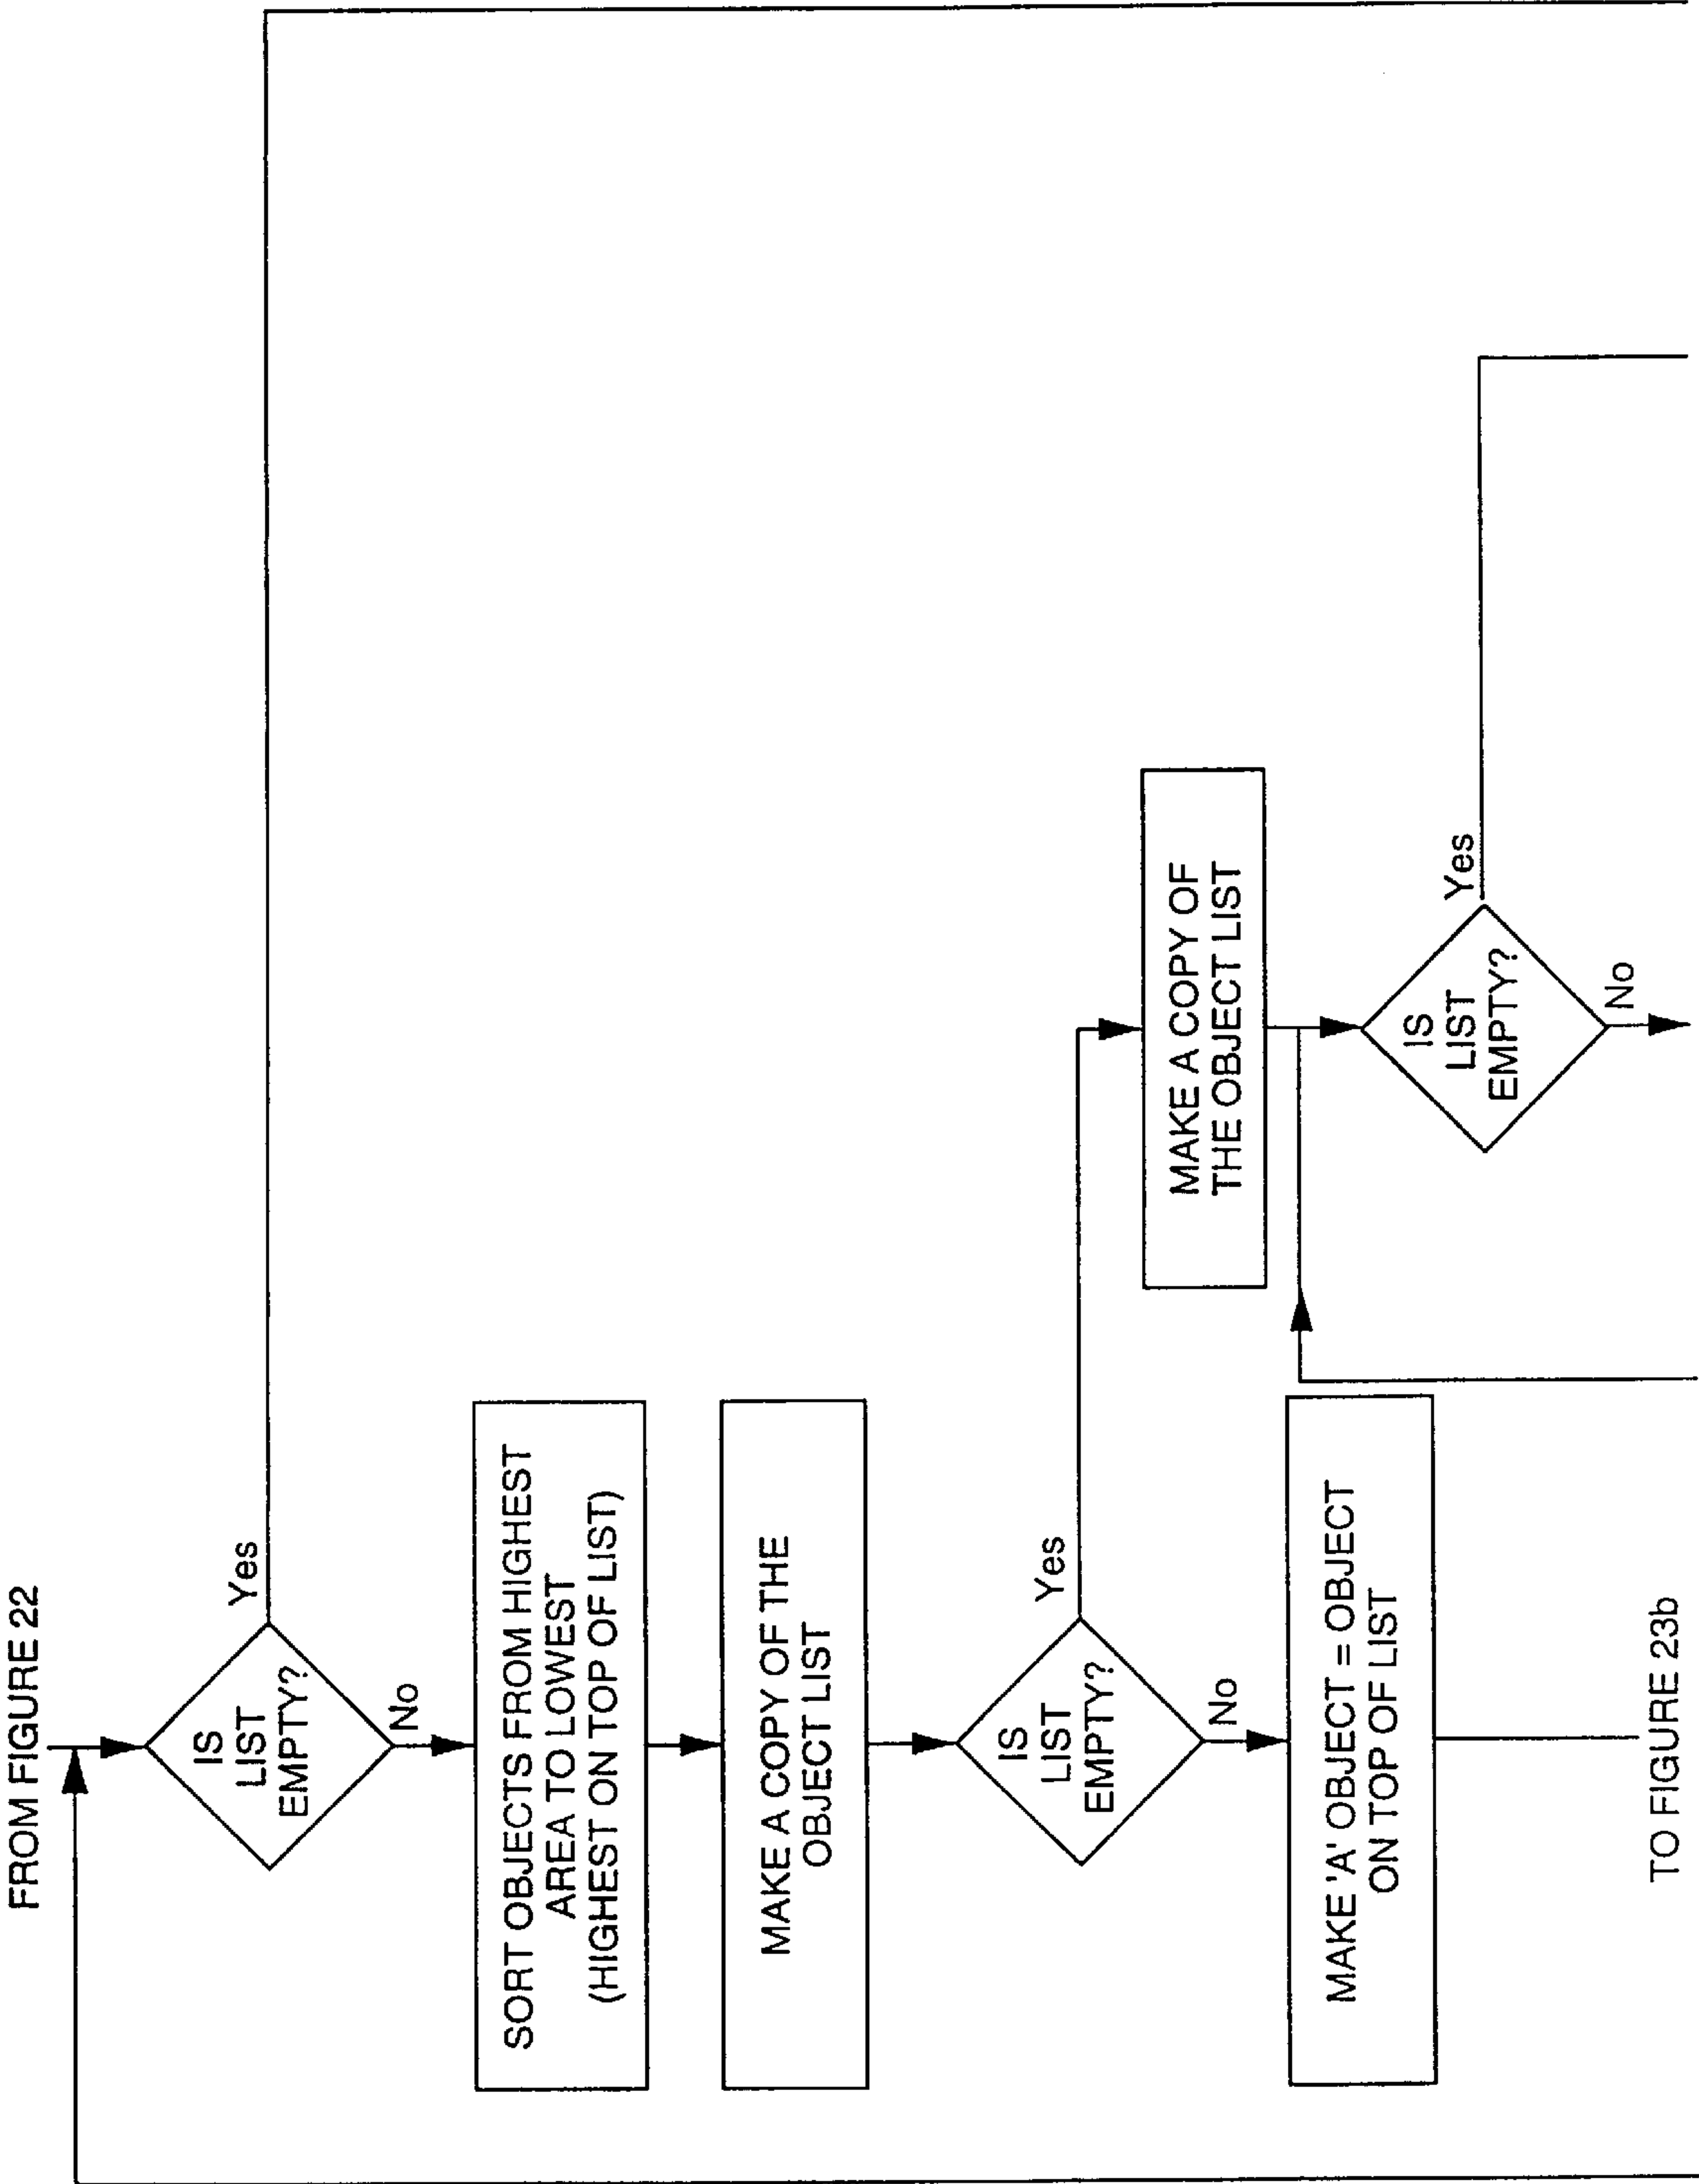 FROM FIGURE 22
IS
LIST
EMPTY?
Yes
No
SORT OBJECTS FROM HIGHEST
AREA TO LOWEST
(HIGHEST ON TOP OF LIST)
MAKE A COPY OF THE
OBJECT LIST
IS
LIST
EMPTY?
Yes
No
MAKE 'A' OBJECT = OBJECT
ON TOP OF LIST
TO FIGURE 23b
MAKE A COPY OF
THE OBJECT LIST
IS
LIST
EMPTY?
Yes
No